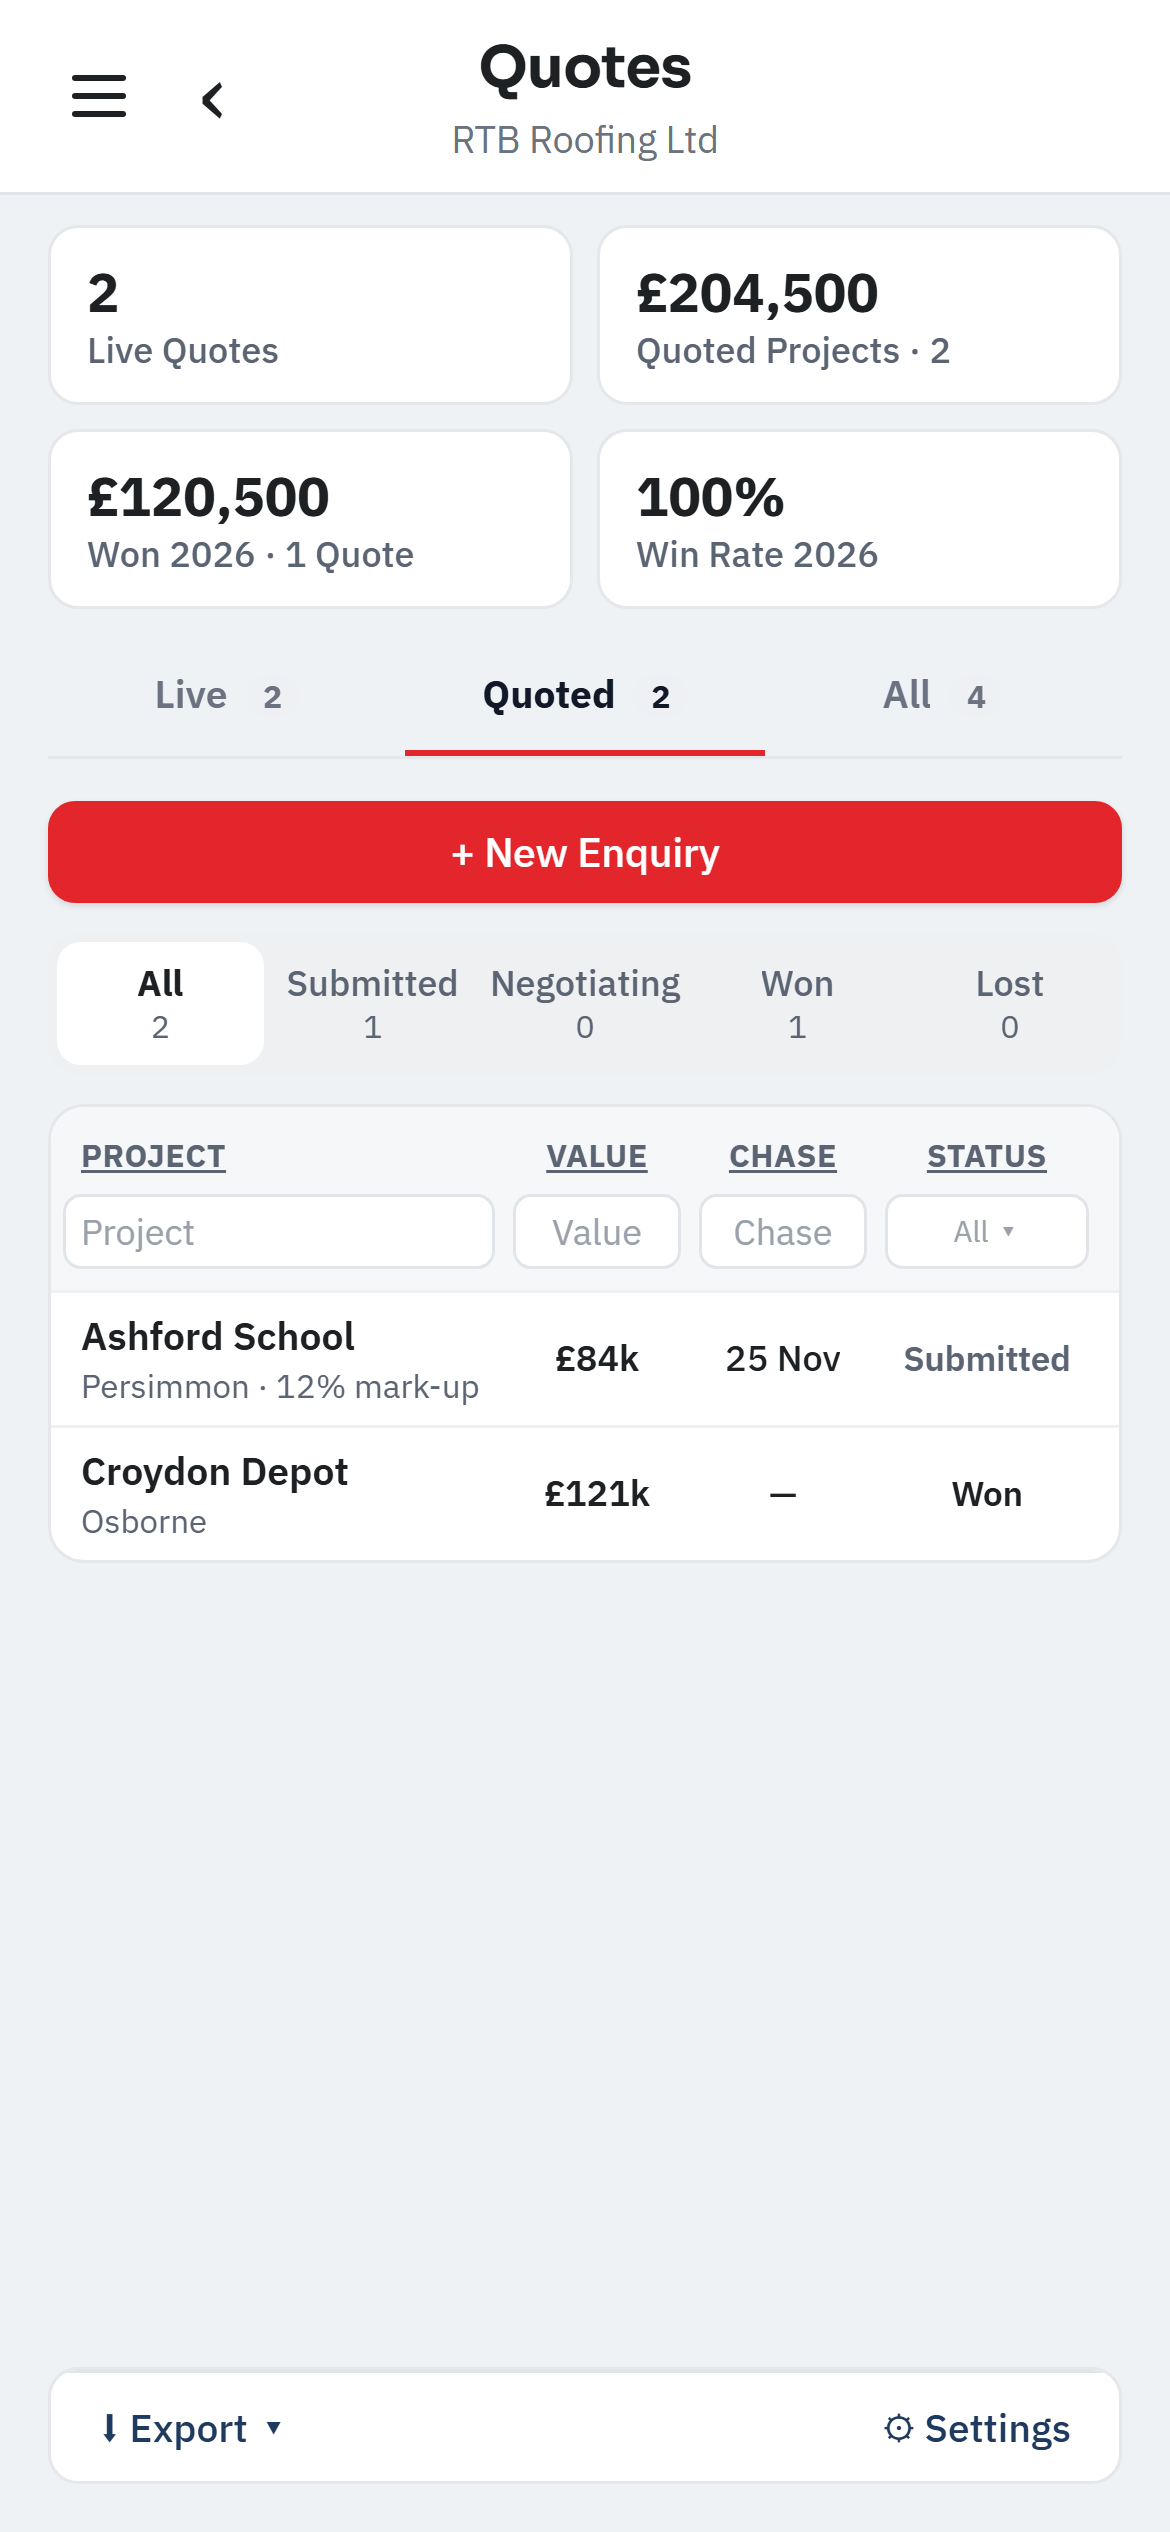 Quotes
RTB Roofing Ltd
2
Live Quotes
£204,500
Quoted Projects · 2
£120,500
Won 2026 · 1 Quote
100%
Win Rate 2026
Live 2
Quoted 2
All 4
+ New Enquiry
All
2
Submitted
1
Negotiating
0
Won
1
Lost
0
PROJECT VALUE CHASE STATUS
Project Value Chase All ▼
Ashford School
Persimmon · 12% mark-up
£84k 25 Nov Submitted
Croydon Depot
Osborne
£121k — Won
⬇ Export ▼
⚙ Settings